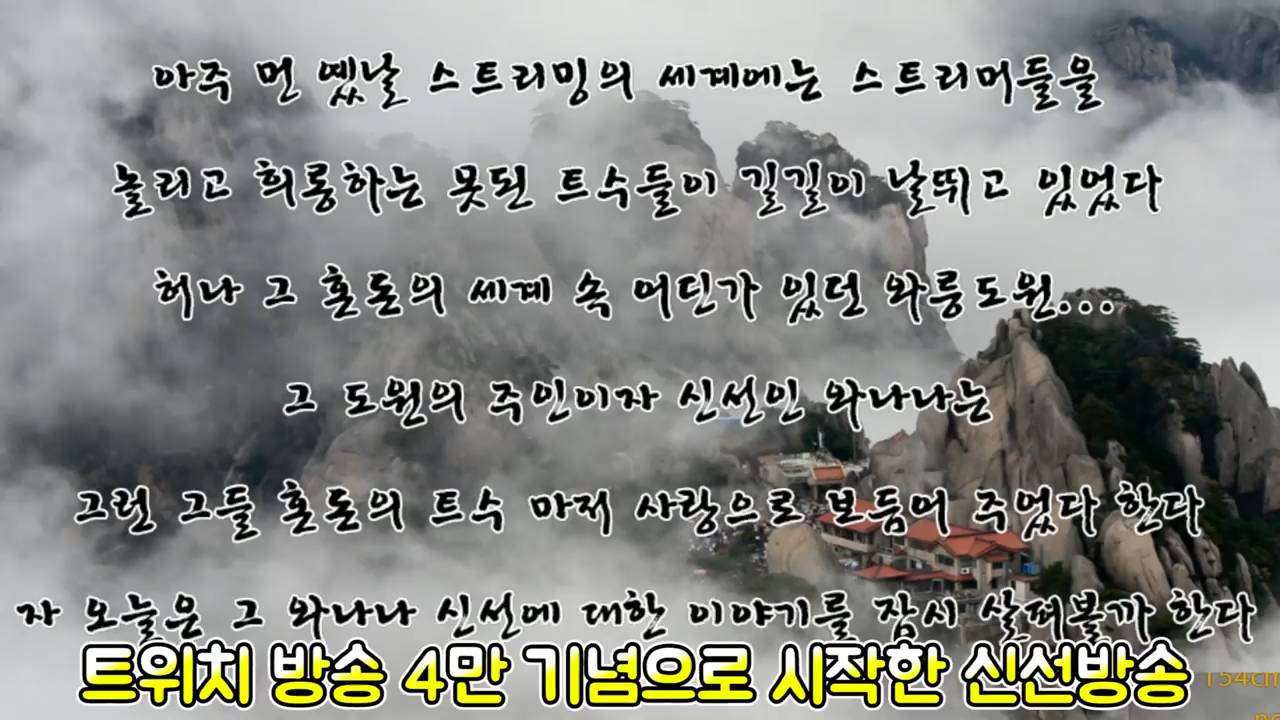 아주 먼 옛날 스트리밍의 세계에는 스트리머들을
놀리고 희롱하는 못된 트수들이 길길이 날뛰고 있었다
허나 그 혼돈의 세계 속 어딘가 있던 와룽도원...
그 도원의 주인이자 신선인 와나나는
그런 그들 혼돈의 트수 마저 사랑으로 보듬어 주었다 한다
자 오늘은 그 와나나 신선에 대한 이야기를 잠시 살펴볼까 한다
트위치 방송 4만 기념으로 시작한 신선방송
154cm